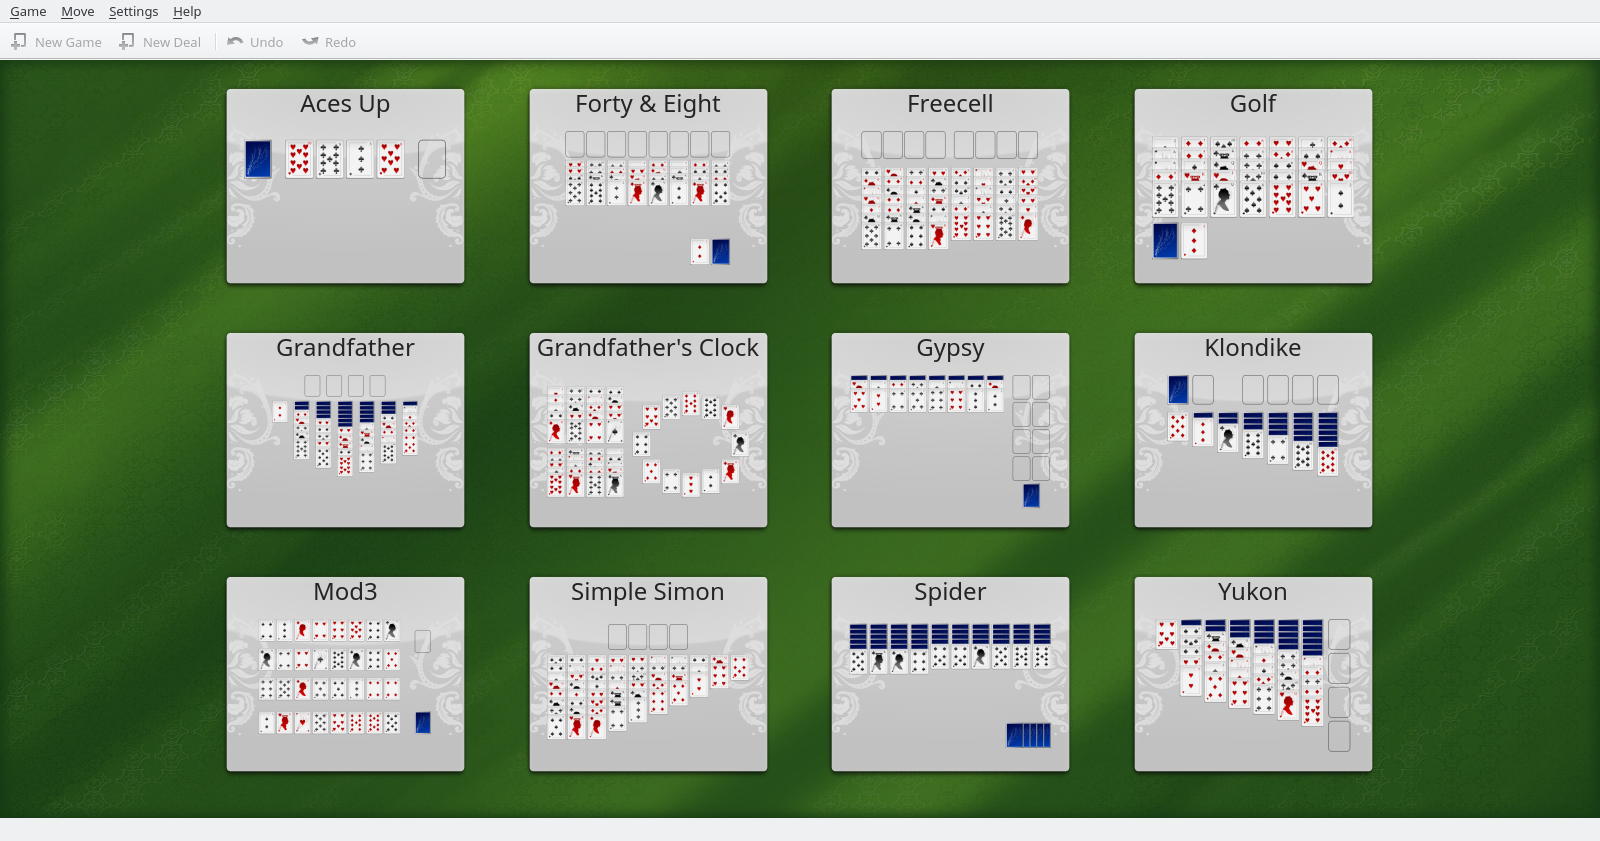 Game Move Settings Help
New Game New Deal Undo Redo
Aces Up
Forty & Eight
Freecell
Golf
Grandfather
Grandfather's Clock
Gypsy
Klondike
Mod3
Simple Simon
Spider
Yukon